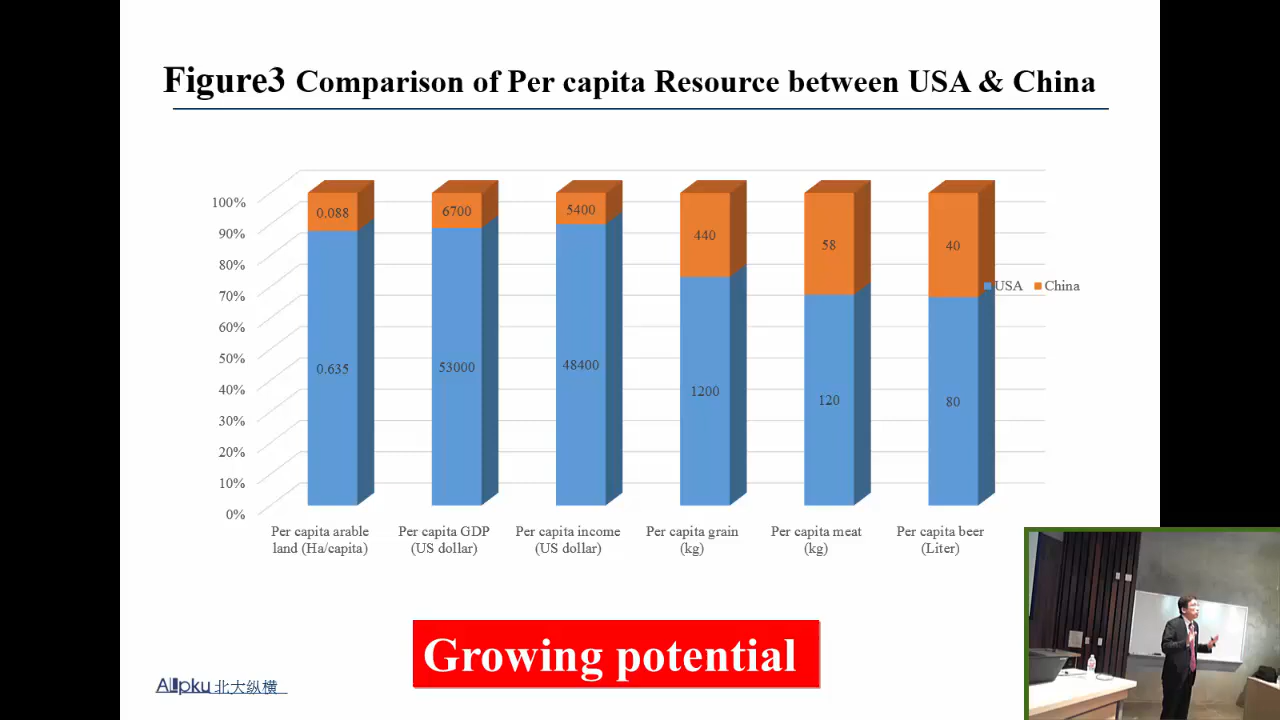 Figure3 Comparison of Per capita Resource between USA & China
100%
90%
80%
70%
60%
50%
40%
30%
20%
10%
0%
0.088
6700
5400
440
58
40
0.635
53000
48400
1200
120
80
USA
China
Per capita arable land (Ha/capita)
Per capita GDP (US dollar)
Per capita income (US dollar)
Per capita grain (kg)
Per capita meat (kg)
Per capita beer (Liter)
Growing potential
Allpku 北大纵横